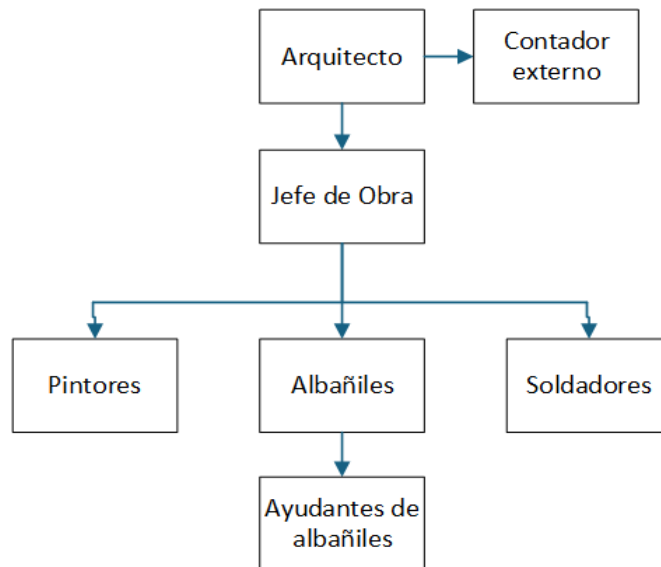 Arquitecto
Contador
externo
Jefe de Obra
Pintores
Albañiles
Soldadores
Ayudantes de
albañiles